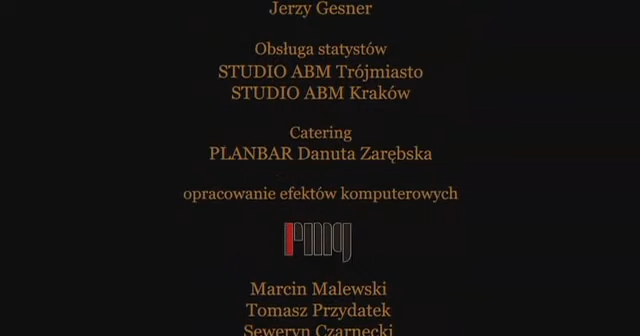 Jerzy Gesner
Obsługa statystów
STUDIO ABM Trójmiasto
STUDIO ABM Kraków
Catering
PLANBAR Danuta Zarębska
opracowanie efektów komputerowych
Marcin Malewski
Tomasz Przydatek
Seweryn Czarnecki